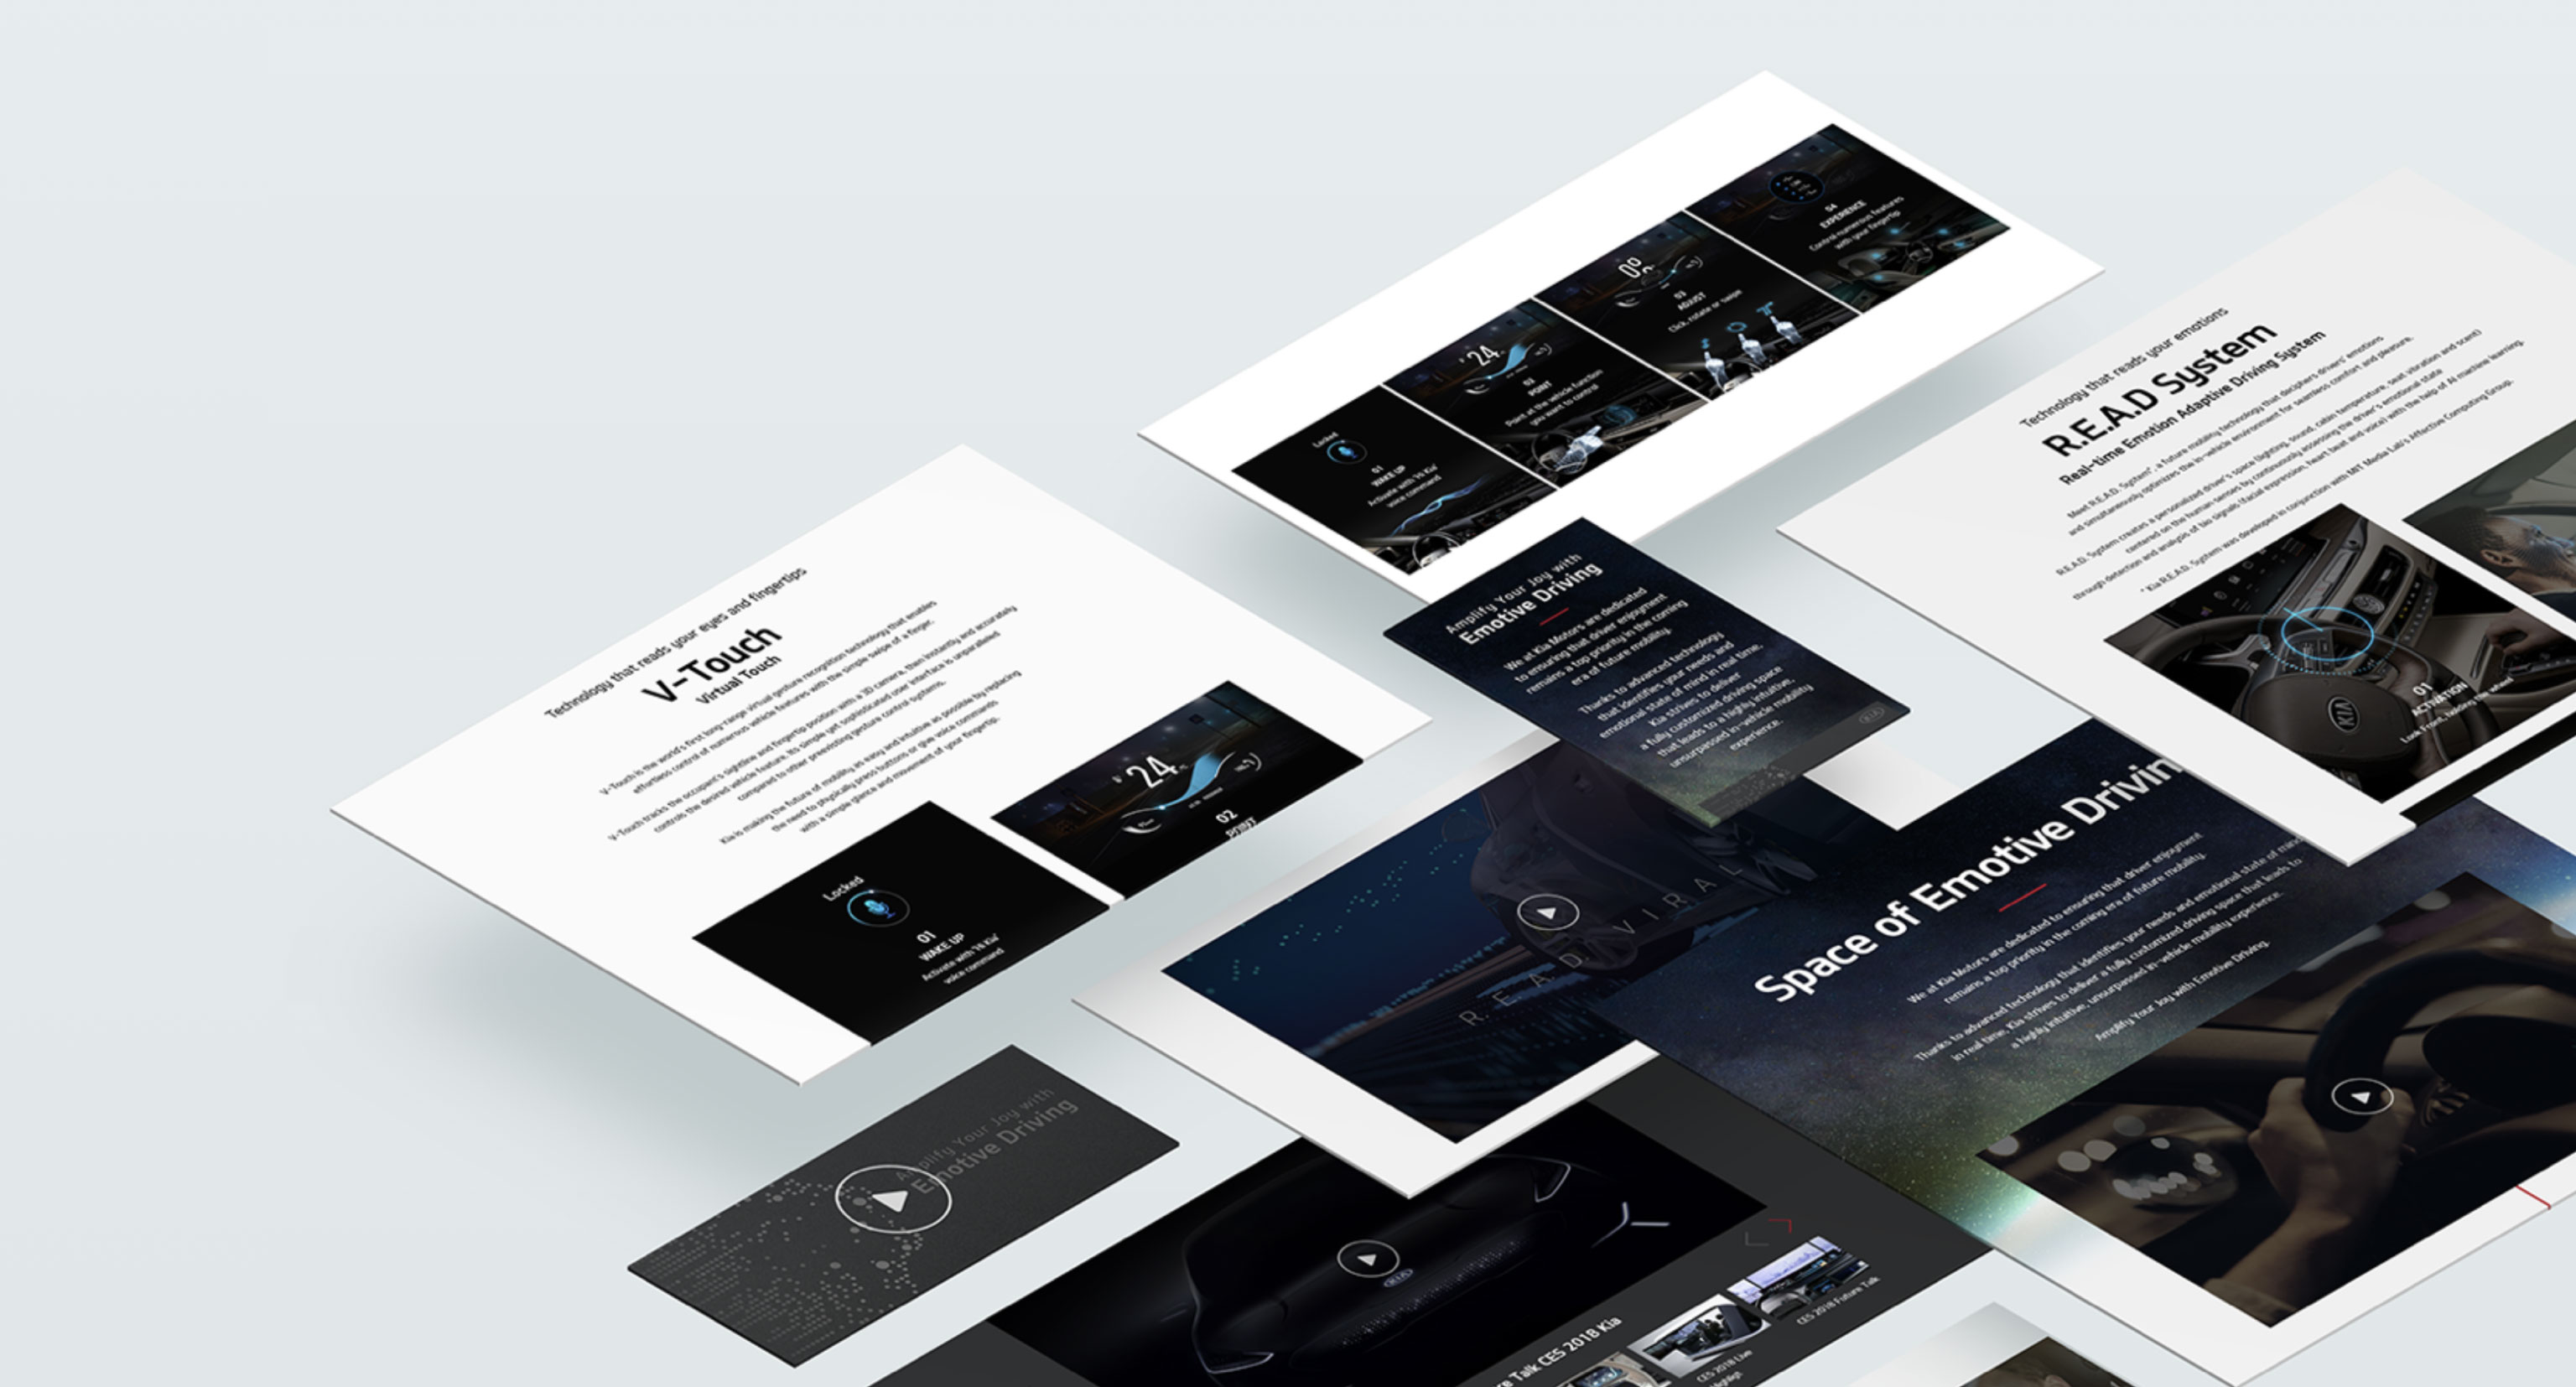 Technology that reads your eyes and fingertips
V-Touch
Virtual Touch
V-Touch is the world's first long-range virtual gesture recognition technology that enables
effortless control of numerous vehicle features with the simple swipe of a finger.
V-Touch tracks the occupant's sightline and fingertip position with a 3D camera, then instantly and accurately
controls the desired vehicle feature. Its simple yet sophisticated user interface is unparalleled
compared to other preexisting gesture control systems.
Kia is making the future of mobility as easy and intuitive as possible by replacing
the need to physically press buttons or give voice commands
with a simple glance and movement of your fingertip.
Locked
01
WAKE UP
Activate with 'Hi Kia'
voice command
24
02
POINT
Locked
01
WAKE UP
Activate with 'Hi Kia'
voice command
24
02
POINT
Point at the vehicle function
you want to control
03
ADJUST
Click, rotate or swipe
04
EXPERIENCE
Control numerous features
with your fingertip
Amplify Your Joy with
Emotive Driving
We at Kia Motors are dedicated
to ensuring that driver enjoyment
remains a top priority in the coming
era of future mobility.
Thanks to advanced technology
that identifies your needs and
emotional state of mind in real time,
Kia strives to deliver
a fully customized driving space
that leads to a highly intuitive,
unsurpassed in-vehicle mobility
experience.
KIA
Technology that reads your emotions
R.E.A.D System
Real-time Emotion Adaptive Driving System
Meet R.E.A.D. System*, a future mobility technology that deciphers drivers' emotions
and simultaneously optimizes the in-vehicle environment for seamless comfort and pleasure.
R.E.A.D. System creates a personalized driver's space (lighting, sound, cabin temperature, seat vibration and scent)
centered on the human senses by continuously assessing the driver's emotional state
through detection and analysis of bio signals (facial expression, heart beat and voice) with the help of AI machine learning.
* Kia R.E.A.D. System was developed in conjunction with MIT Media Lab's Affective Computing Group.
KIA
01
ACTIVATION
Look Front, holding the wheel
R.E.A.D. VIRAL
Space of Emotive Drivin
We at Kia Motors are dedicated to ensuring that driver enjoyment
remains a top priority in the coming era of future mobility.
Thanks to advanced technology that identifies your needs and emotional state of mind
in real time, Kia strives to deliver a fully customized driving space that leads to
a highly intuitive, unsurpassed in-vehicle mobility experience.
Amplify Your Joy with Emotive Driving.
Amplify Your Joy with
Emotive Driving
KIA
Talk CES 2018 Kia
CES 2018 Live
CES 2018 Future Talk